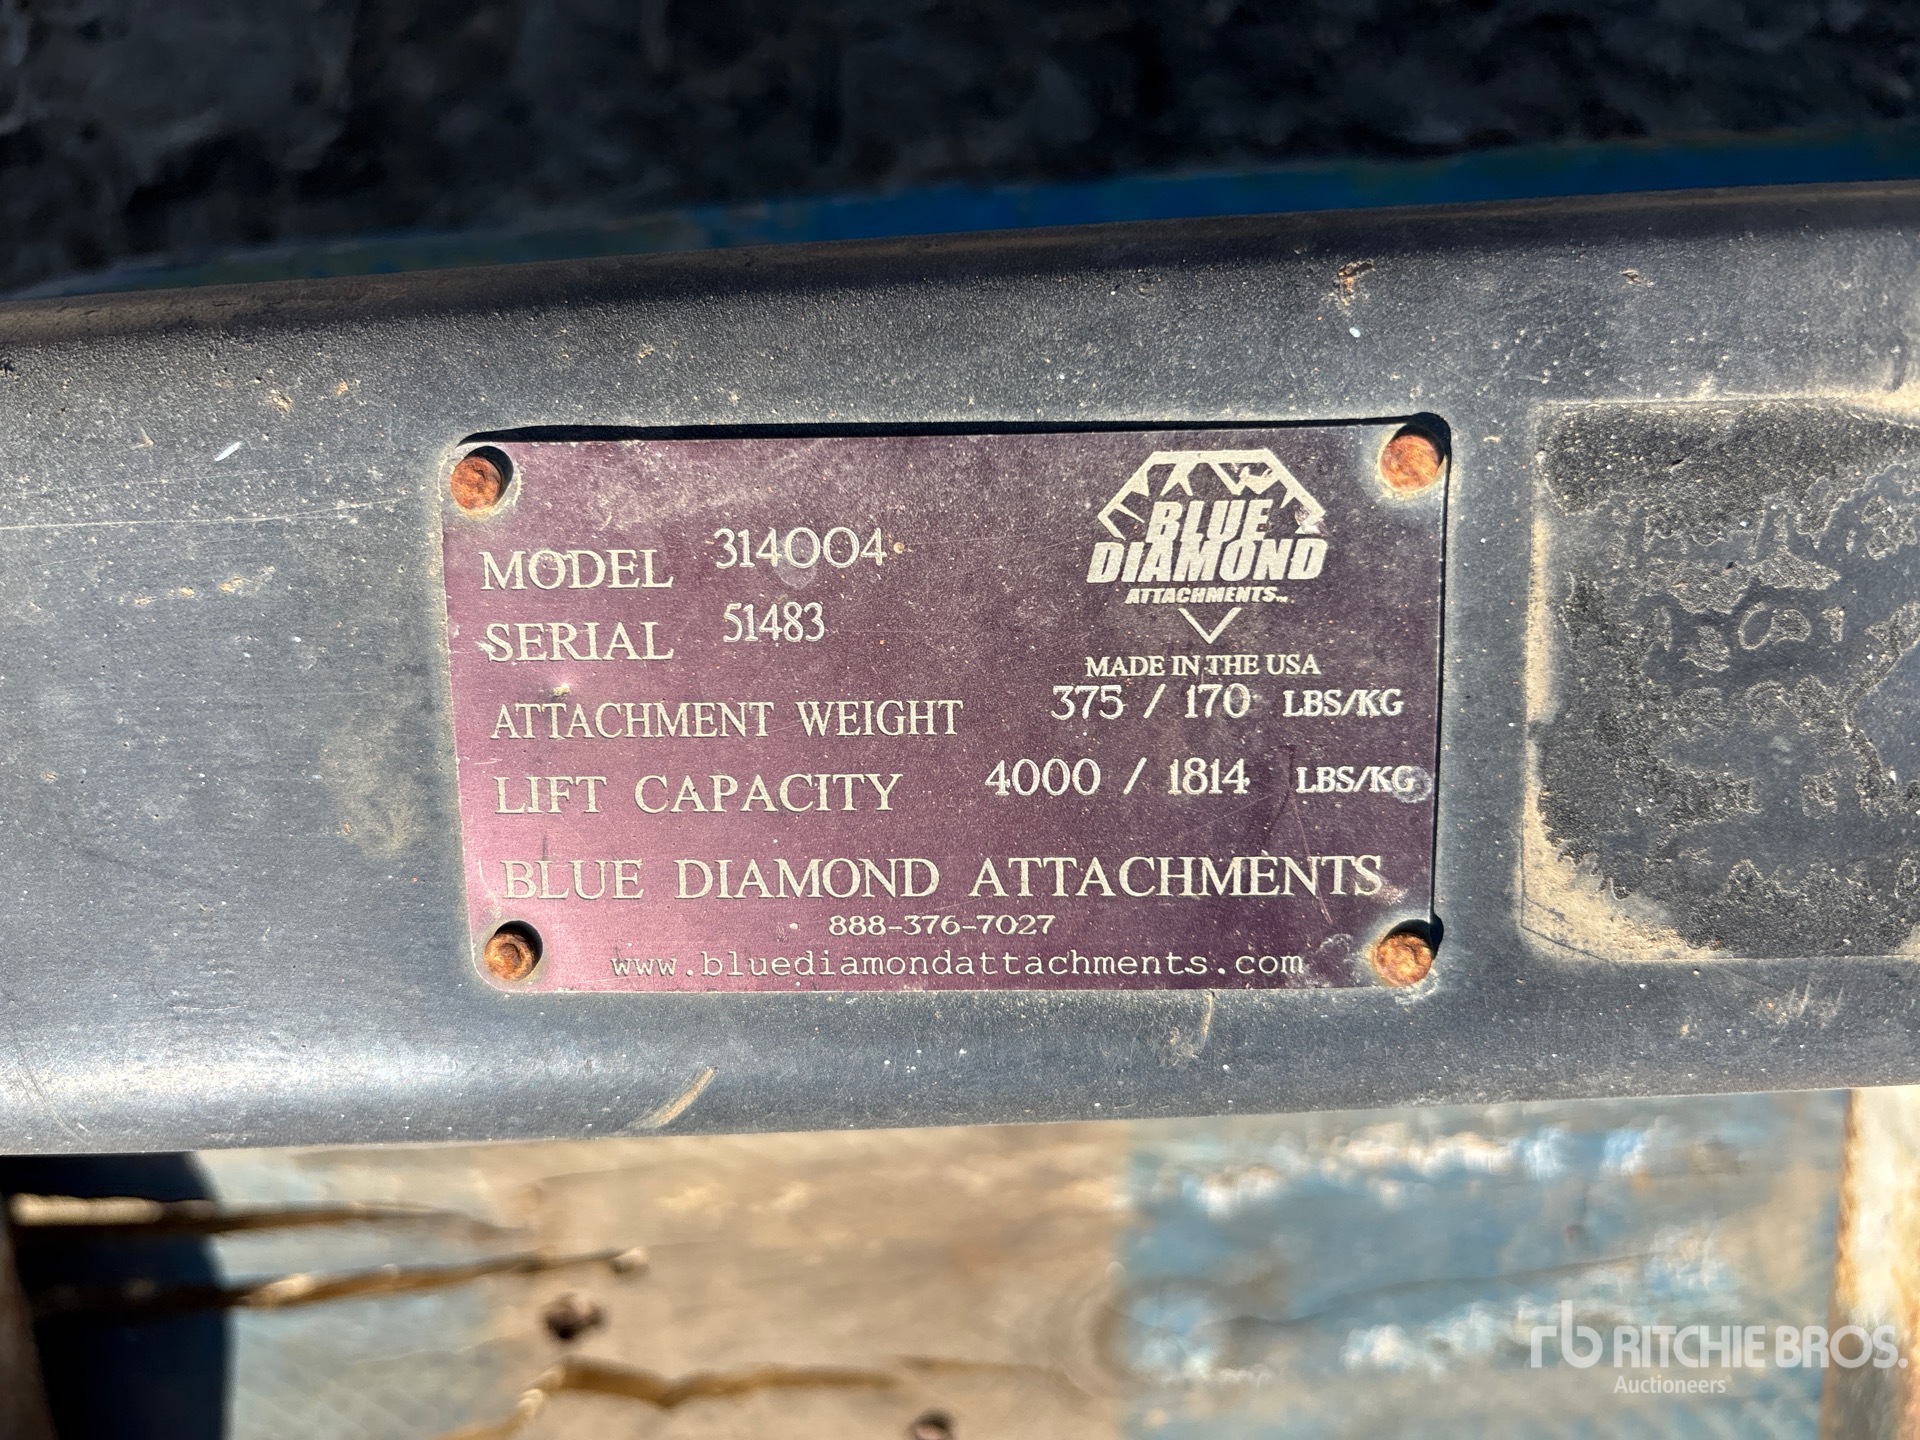 BLUE
DIAMOND
ATTACHMENTS
MADE IN THE USA
MODEL 314004
SERIAL 51483
ATTACHMENT WEIGHT 375 / 170 LBS/KG
LIFT CAPACITY 4000 / 1814 LBS/KG
BLUE DIAMOND ATTACHMENTS
888-376-7027
www.bluediamondattachments.com
rb RITCHIE BROS.
Auctioneers